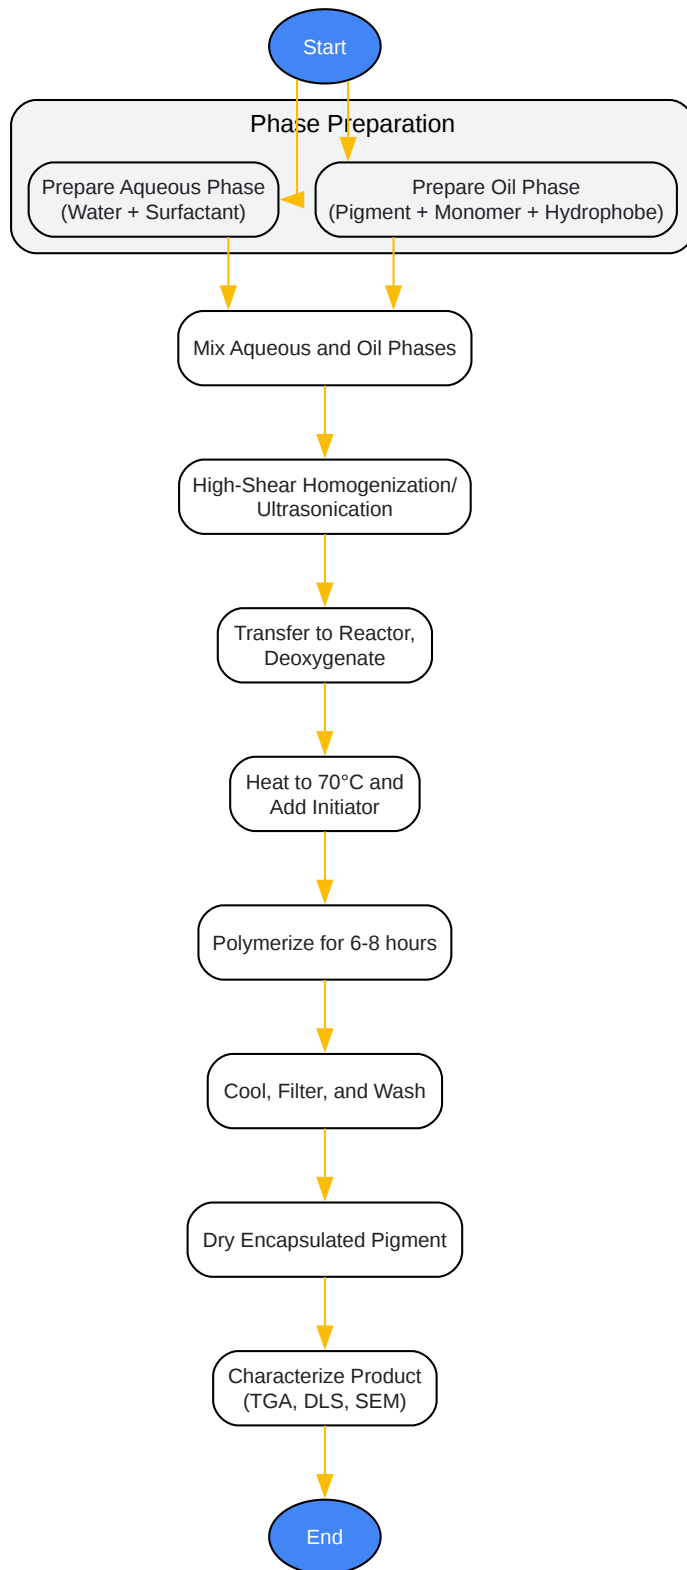 Start
Phase Preparation
Prepare Aqueous Phase
(Water + Surfactant)
Prepare Oil Phase
(Pigment + Monomer + Hydrophobe)
Mix Aqueous and Oil Phases
High-Shear Homogenization/
Ultrasonication
Transfer to Reactor,
Deoxygenate
Heat to 70°C and
Add Initiator
Polymerize for 6-8 hours
Cool, Filter, and Wash
Dry Encapsulated Pigment
Characterize Product
(TGA, DLS, SEM)
End